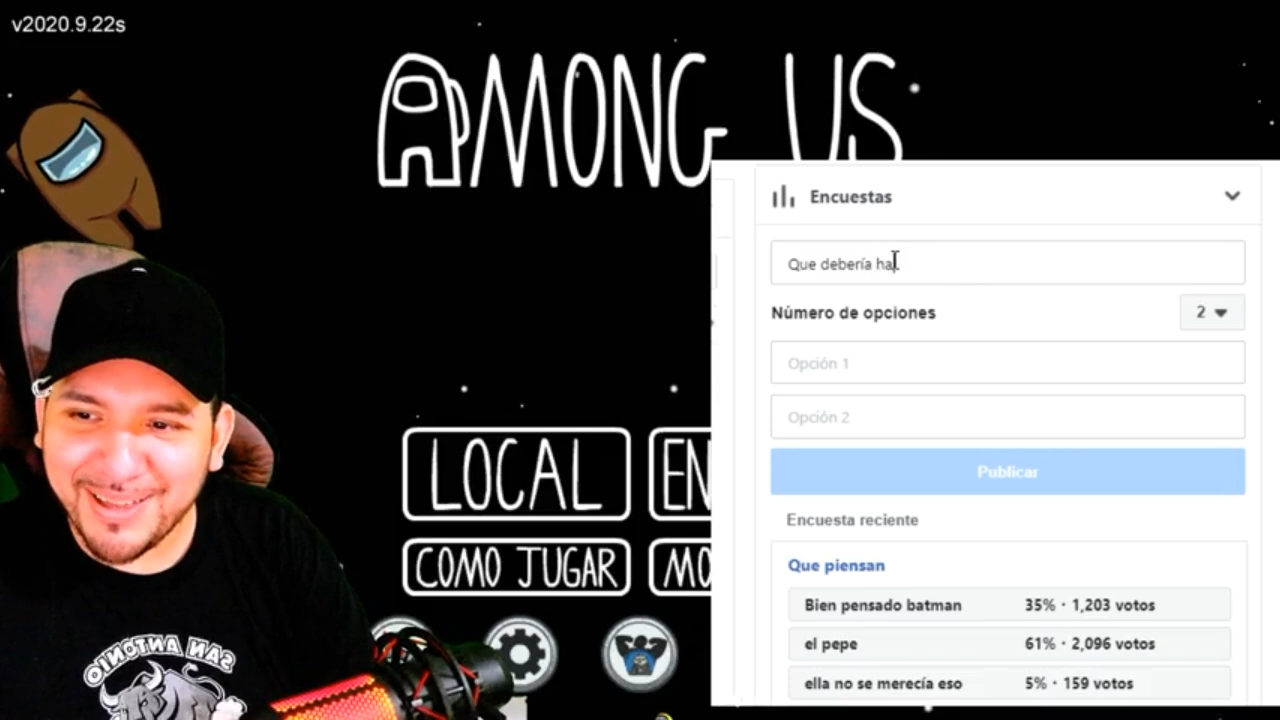 v2020.9.22s
AMONG US
Encuestas
Que debería ha
Número de opciones
2
Opción 1
Opción 2
Publicar
Encuesta reciente
Que piensan
Bien pensado batman 35% · 1,203 votos
el pepe 61% · 2,096 votos
ella no se merecía eso 5% · 159 votos
LOCAL
EN
COMO JUGAR
MO
SAN ANTONIO